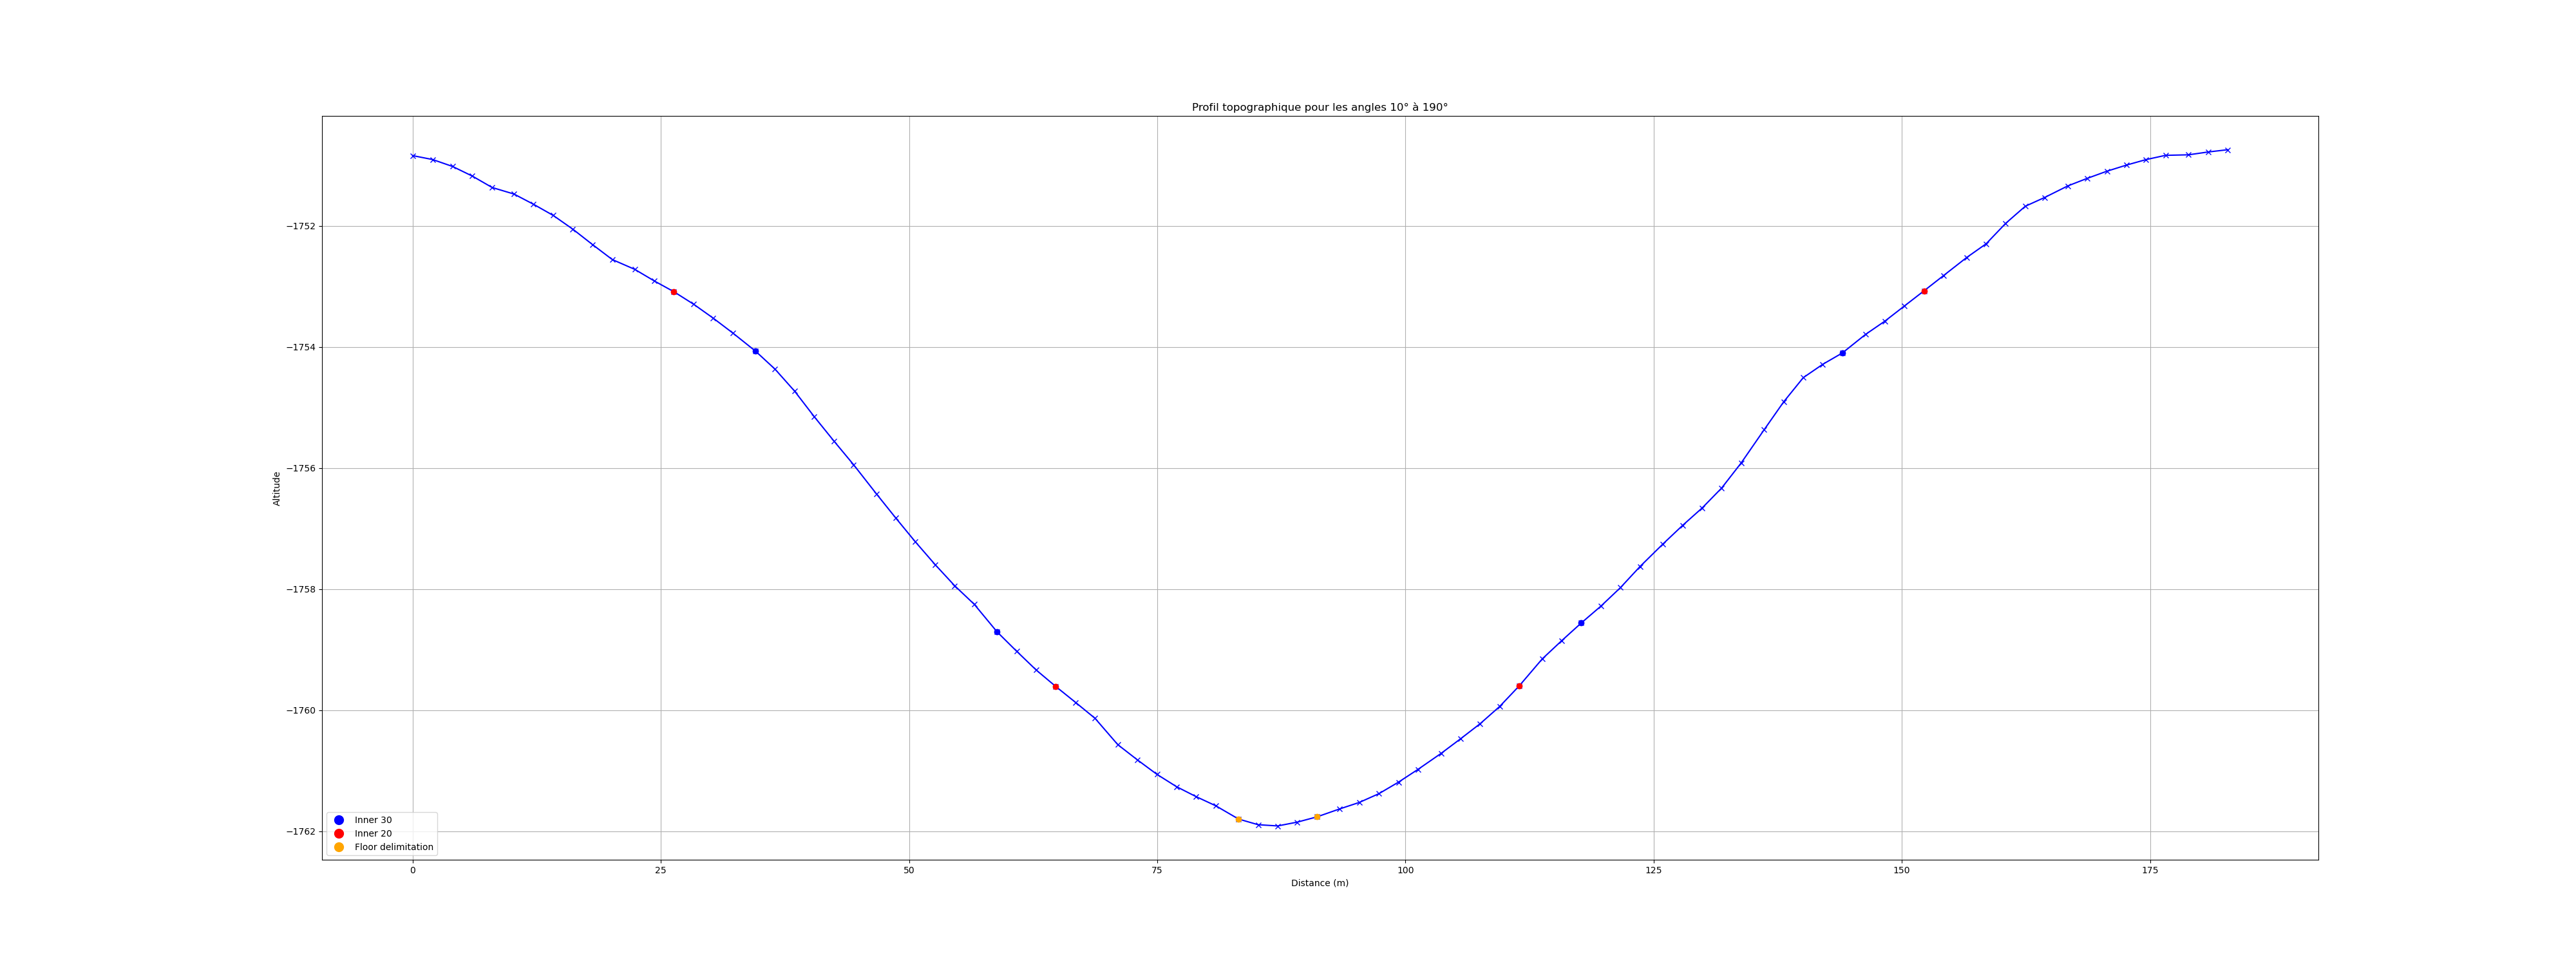 Profil topographique pour les angles 10° à 190°
Altitude
−1752
−1754
−1756
−1758
−1760
−1762
Inner 30
Inner 20
Floor delimitation
0
25
50
75
100
125
150
175
Distance (m)